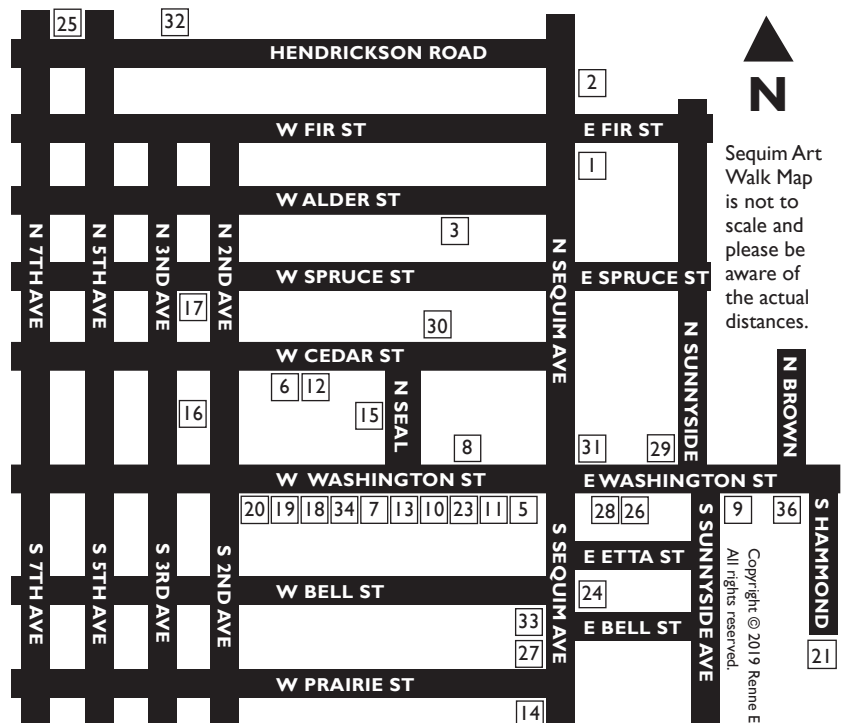 25
32
HENDRICKSON ROAD
2
N
W FIR ST
E FIR ST
1
Sequim Art
Walk Map
is not to
scale and
please be
aware of
the actual
distances.
W ALDER ST
3
N 7TH AVE
N 5TH AVE
N 3ND AVE
N 2ND AVE
N SEQUIM AVE
W SPRUCE ST
E SPRUCE ST
17
30
N SUNNYSIDE
W CEDAR ST
N BROWN
6
12
N SEAL
15
16
8
31
29
W WASHINGTON ST
E WASHINGTON ST
20
19
18
34
7
13
10
23
11
5
28
26
9
36
S HAMMOND
S 7TH AVE
S 5TH AVE
S 3RD AVE
S 2ND AVE
S SEQUIM AVE
S SUNNYSIDE AVE
E ETTA ST
Copyright © 2019 Renne E
All rights reserved.
W BELL ST
24
33
E BELL ST
27
21
W PRAIRIE ST
14